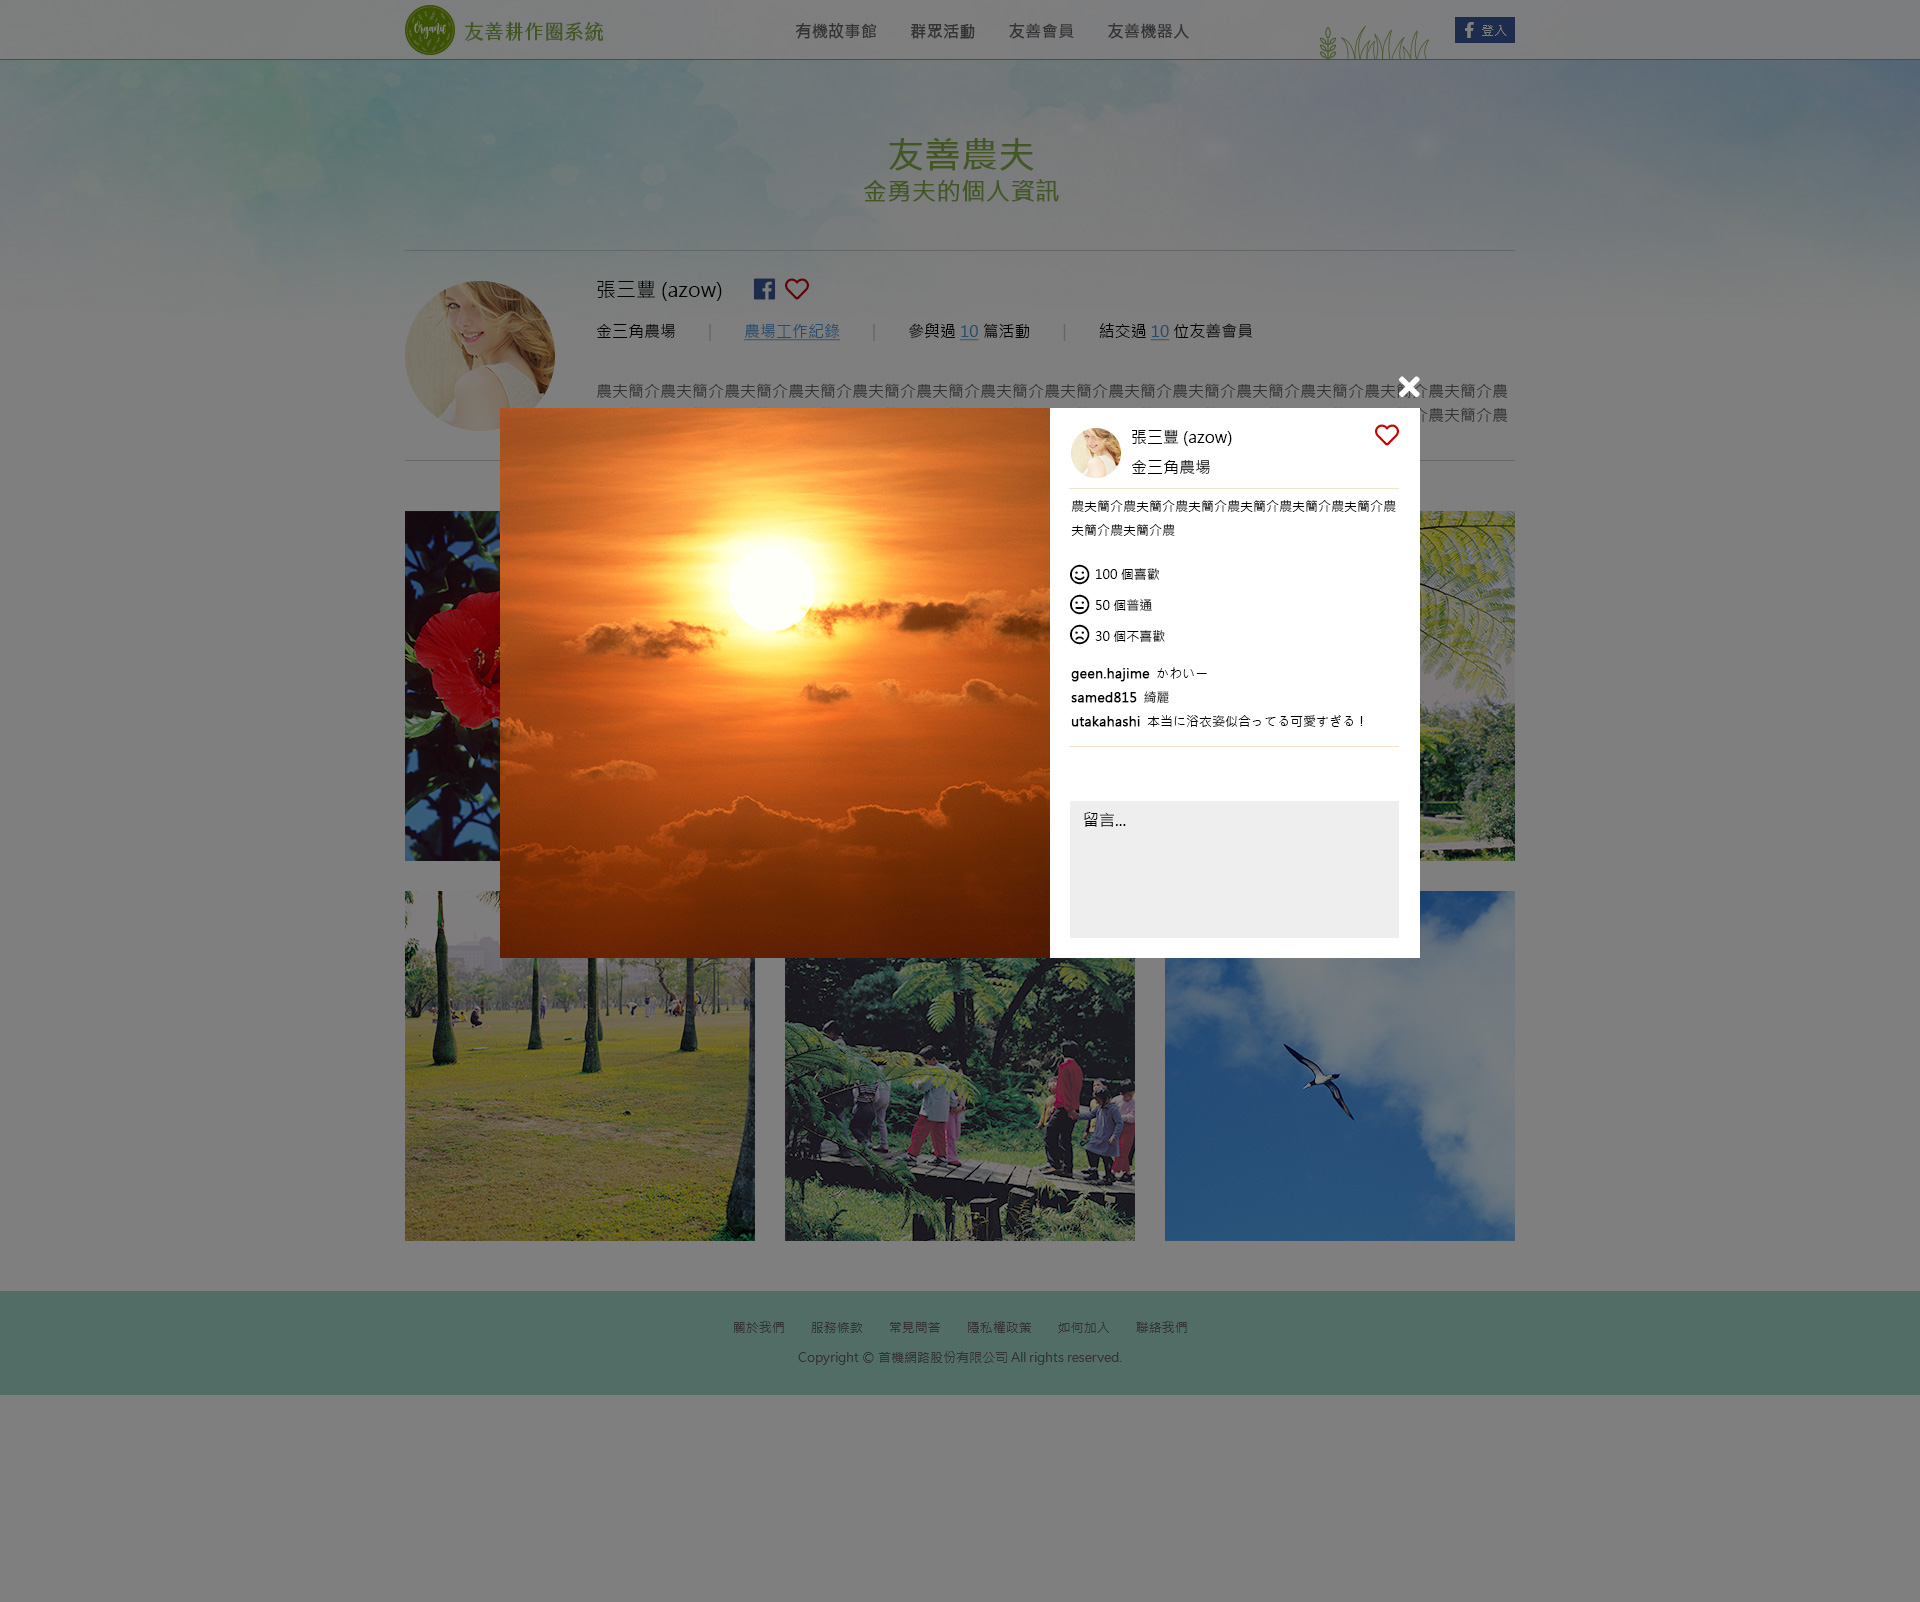 Organic
友善耕作圈系統
有機故事館 群眾活動 友善會員 友善機器人
登入
友善農夫
金勇夫的個人資訊
張三豐 (azow)
金三角農場 | 農場工作紀錄 | 參與過 10 篇活動 | 結交過 10 位友善會員
農夫簡介農夫簡介農夫簡介農夫簡介農夫簡介農夫簡介農夫簡介農夫簡介農夫簡介農夫簡介農夫簡介農夫簡介農夫簡介農夫簡介農
介農夫簡介農
張三豐 (azow)
金三角農場
農夫簡介農夫簡介農夫簡介農夫簡介農夫簡介農夫簡介農
夫簡介農夫簡介農
100 個喜歡
50 個普通
30 個不喜歡
geen.hajime かわいー
samed815 綺麗
utakahashi 本当に浴衣姿似合ってる可愛すぎる！
留言...
關於我們 服務條款 常見問答 隱私權政策 如何加入 聯絡我們
Copyright © 首機網路股份有限公司 All rights reserved.